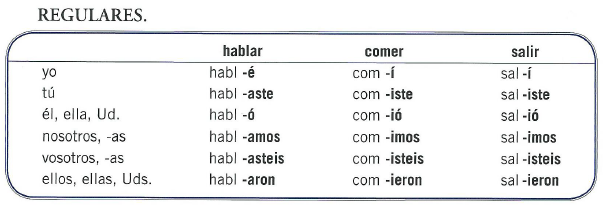 REGULARES.
hablar comer salir
yo habl -é com -í sal -í
tú habl -aste com -iste sal -iste
él, ella, Ud. habl -ó com -ió sal -ió
nosotros, -as habl -amos com -imos sal -imos
vosotros, -as habl -asteis com -isteis sal -isteis
ellos, ellas, Uds. habl -aron com -ieron sal -ieron